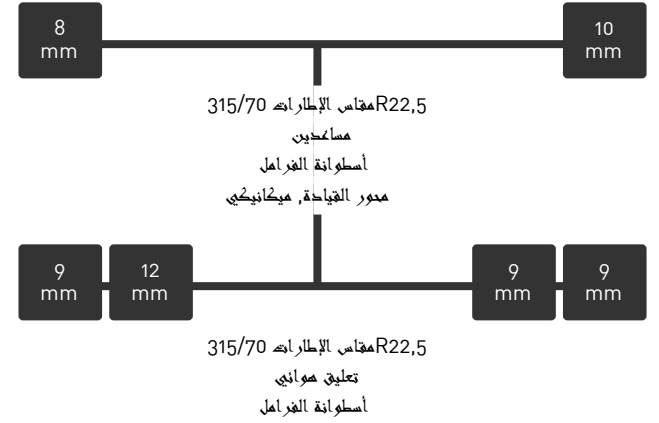 8 mm
10 mm
مقاس الإطارات 315/70R22,5
مساعدين
أسطوانة الفرامل
محور القيادة, ميكانيكي
9 mm
12 mm
9 mm
9 mm
مقاس الإطارات 315/70R22,5
تعليق هوائي
أسطوانة الفرامل